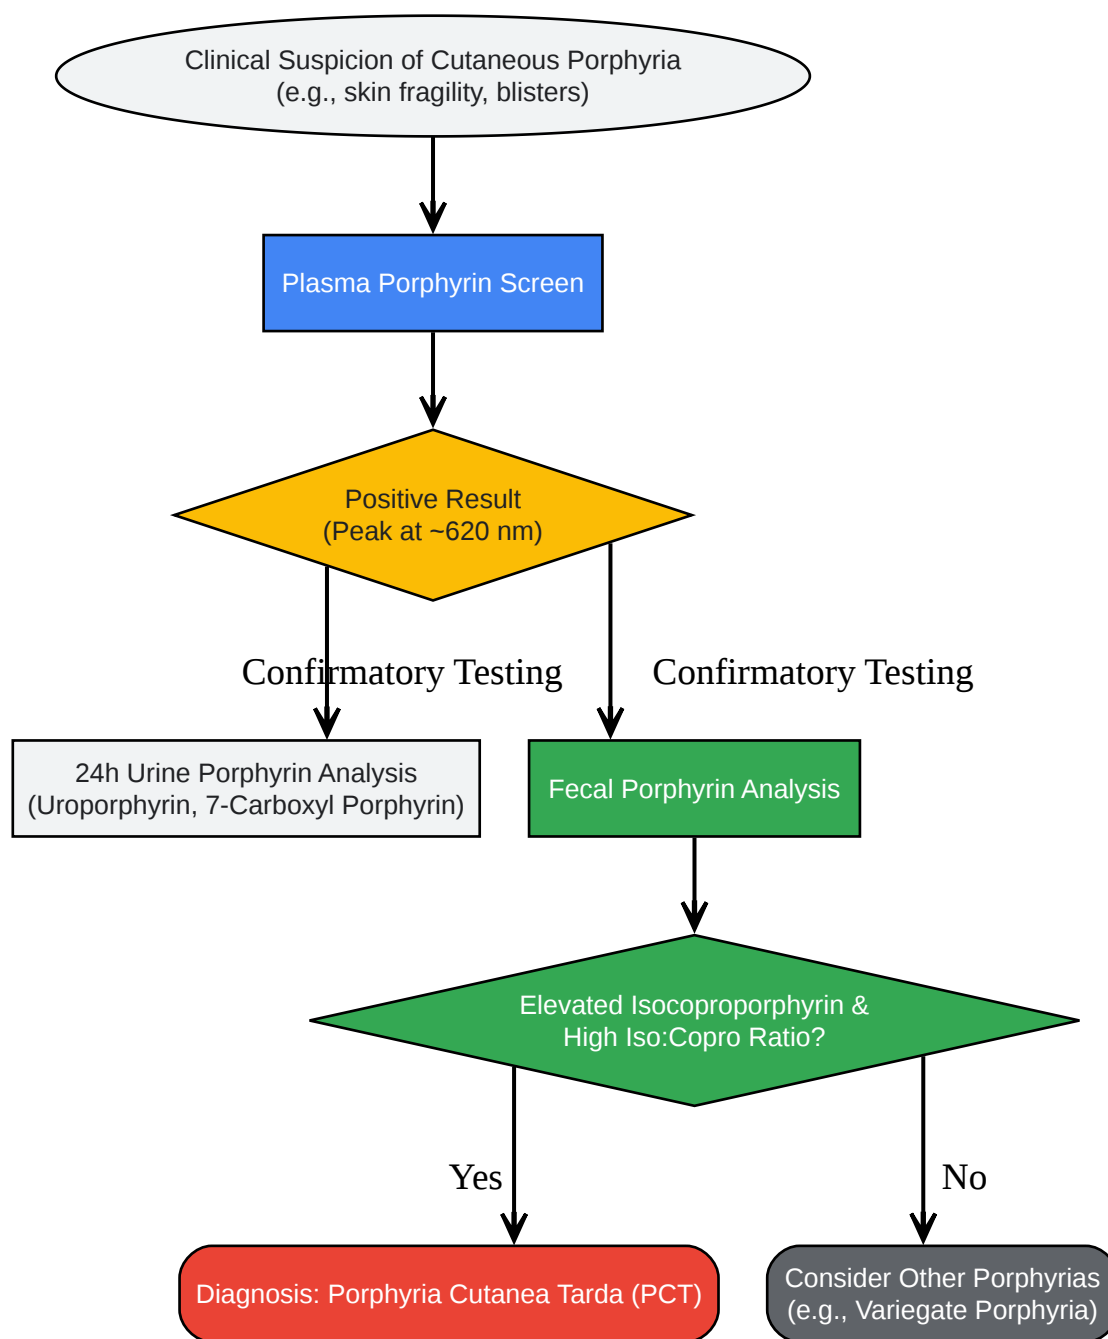 Clinical Suspicion of Cutaneous Porphyria
(e.g., skin fragility, blisters)
Plasma Porphyrin Screen
Positive Result
(Peak at ~620 nm)
Confirmatory Testing
Confirmatory Testing
24h Urine Porphyrin Analysis
(Uroporphyrin, 7-Carboxyl Porphyrin)
Fecal Porphyrin Analysis
Elevated Isocoproporphyrin &
High Iso:Copro Ratio?
Yes
No
Diagnosis: Porphyria Cutanea Tarda (PCT)
Consider Other Porphyrias
(e.g., Variegate Porphyria)